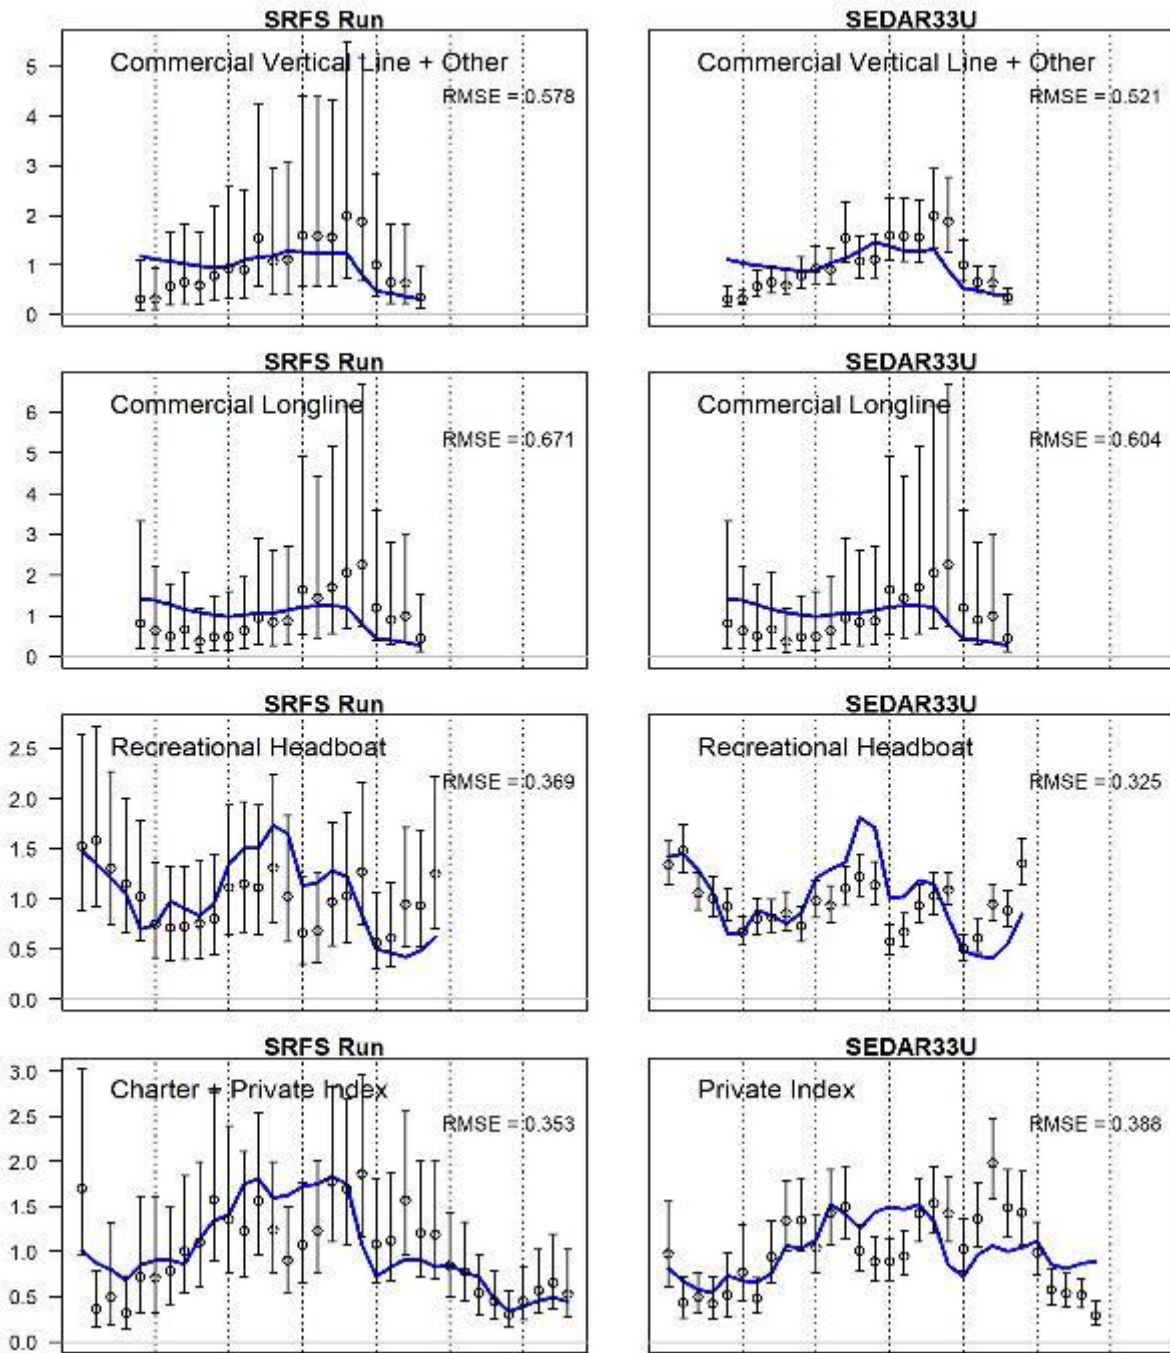 SRFS Run
SEDAR33U
Commercial Vertical Line + Other
Commercial Vertical Line + Other
RMSE = 0.578
RMSE = 0.521
5
4
3
2
1
0
SRFS Run
SEDAR33U
Commercial Longline
Commercial Longline
RMSE = 0.671
RMSE = 0.604
6
5
4
3
2
1
0
SRFS Run
SEDAR33U
Recreational Headboat
Recreational Headboat
RMSE = 0.369
RMSE = 0.325
2.5
2.0
1.5
1.0
0.5
0.0
SRFS Run
SEDAR33U
Charter + Private Index
Private Index
RMSE = 0.353
RMSE = 0.388
3.0
2.5
2.0
1.5
1.0
0.5
0.0